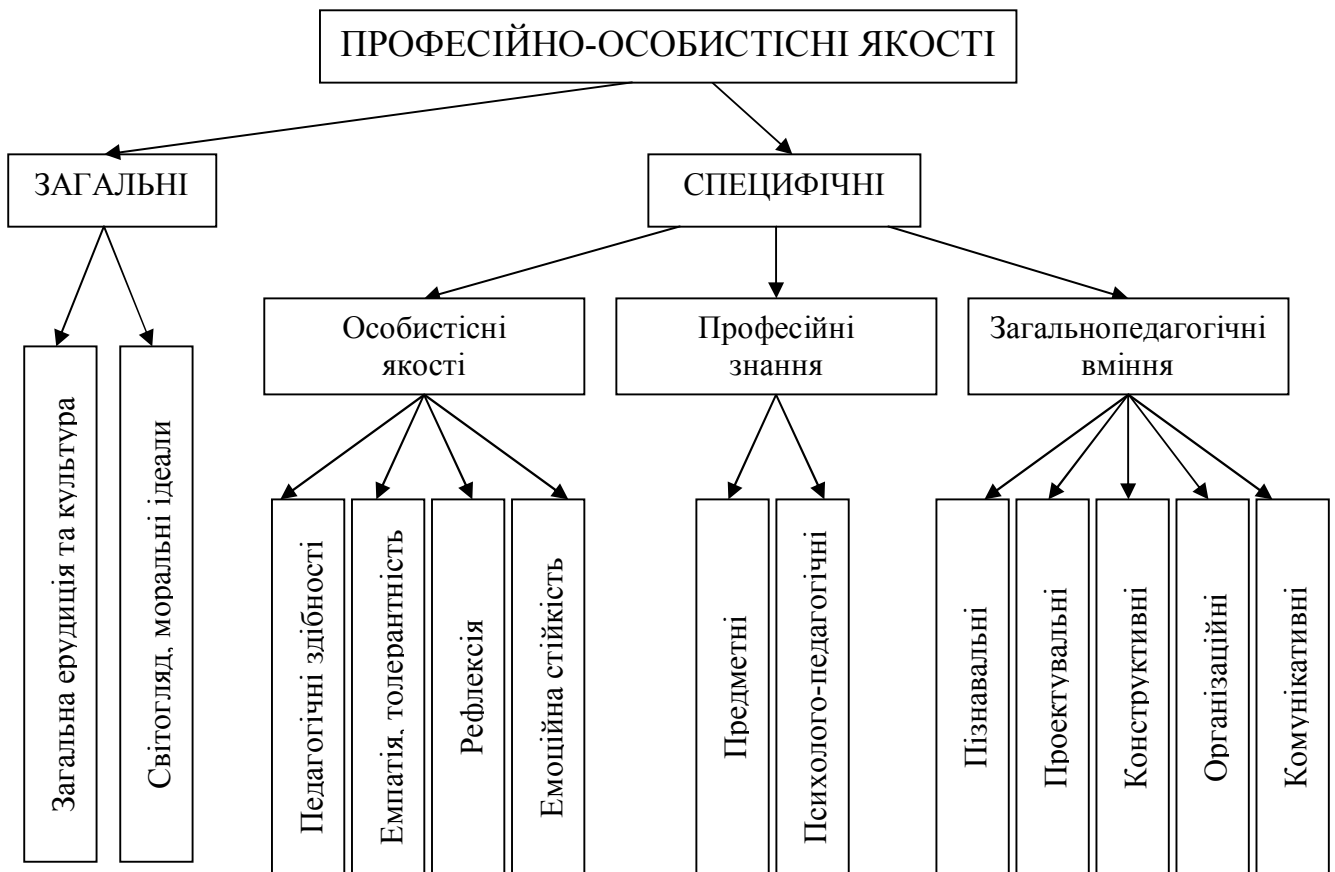 ПРОФЕСІЙНО-ОСОБИСТІСНІ ЯКОСТІ
ЗАГАЛЬНІ
СПЕЦИФІЧНІ
Особистісні
якості
Професійні
знання
Загальнопедагогічні
вміння
Загальна ерудиція та культура
Світогляд, моральні ідеали
Педагогічні здібності
Емпатія, толерантність
Рефлексія
Емоційна стійкість
Предметні
Психолого-педагогічні
Пізнавальні
Проектувальні
Конструктивні
Організаційні
Комунікативні